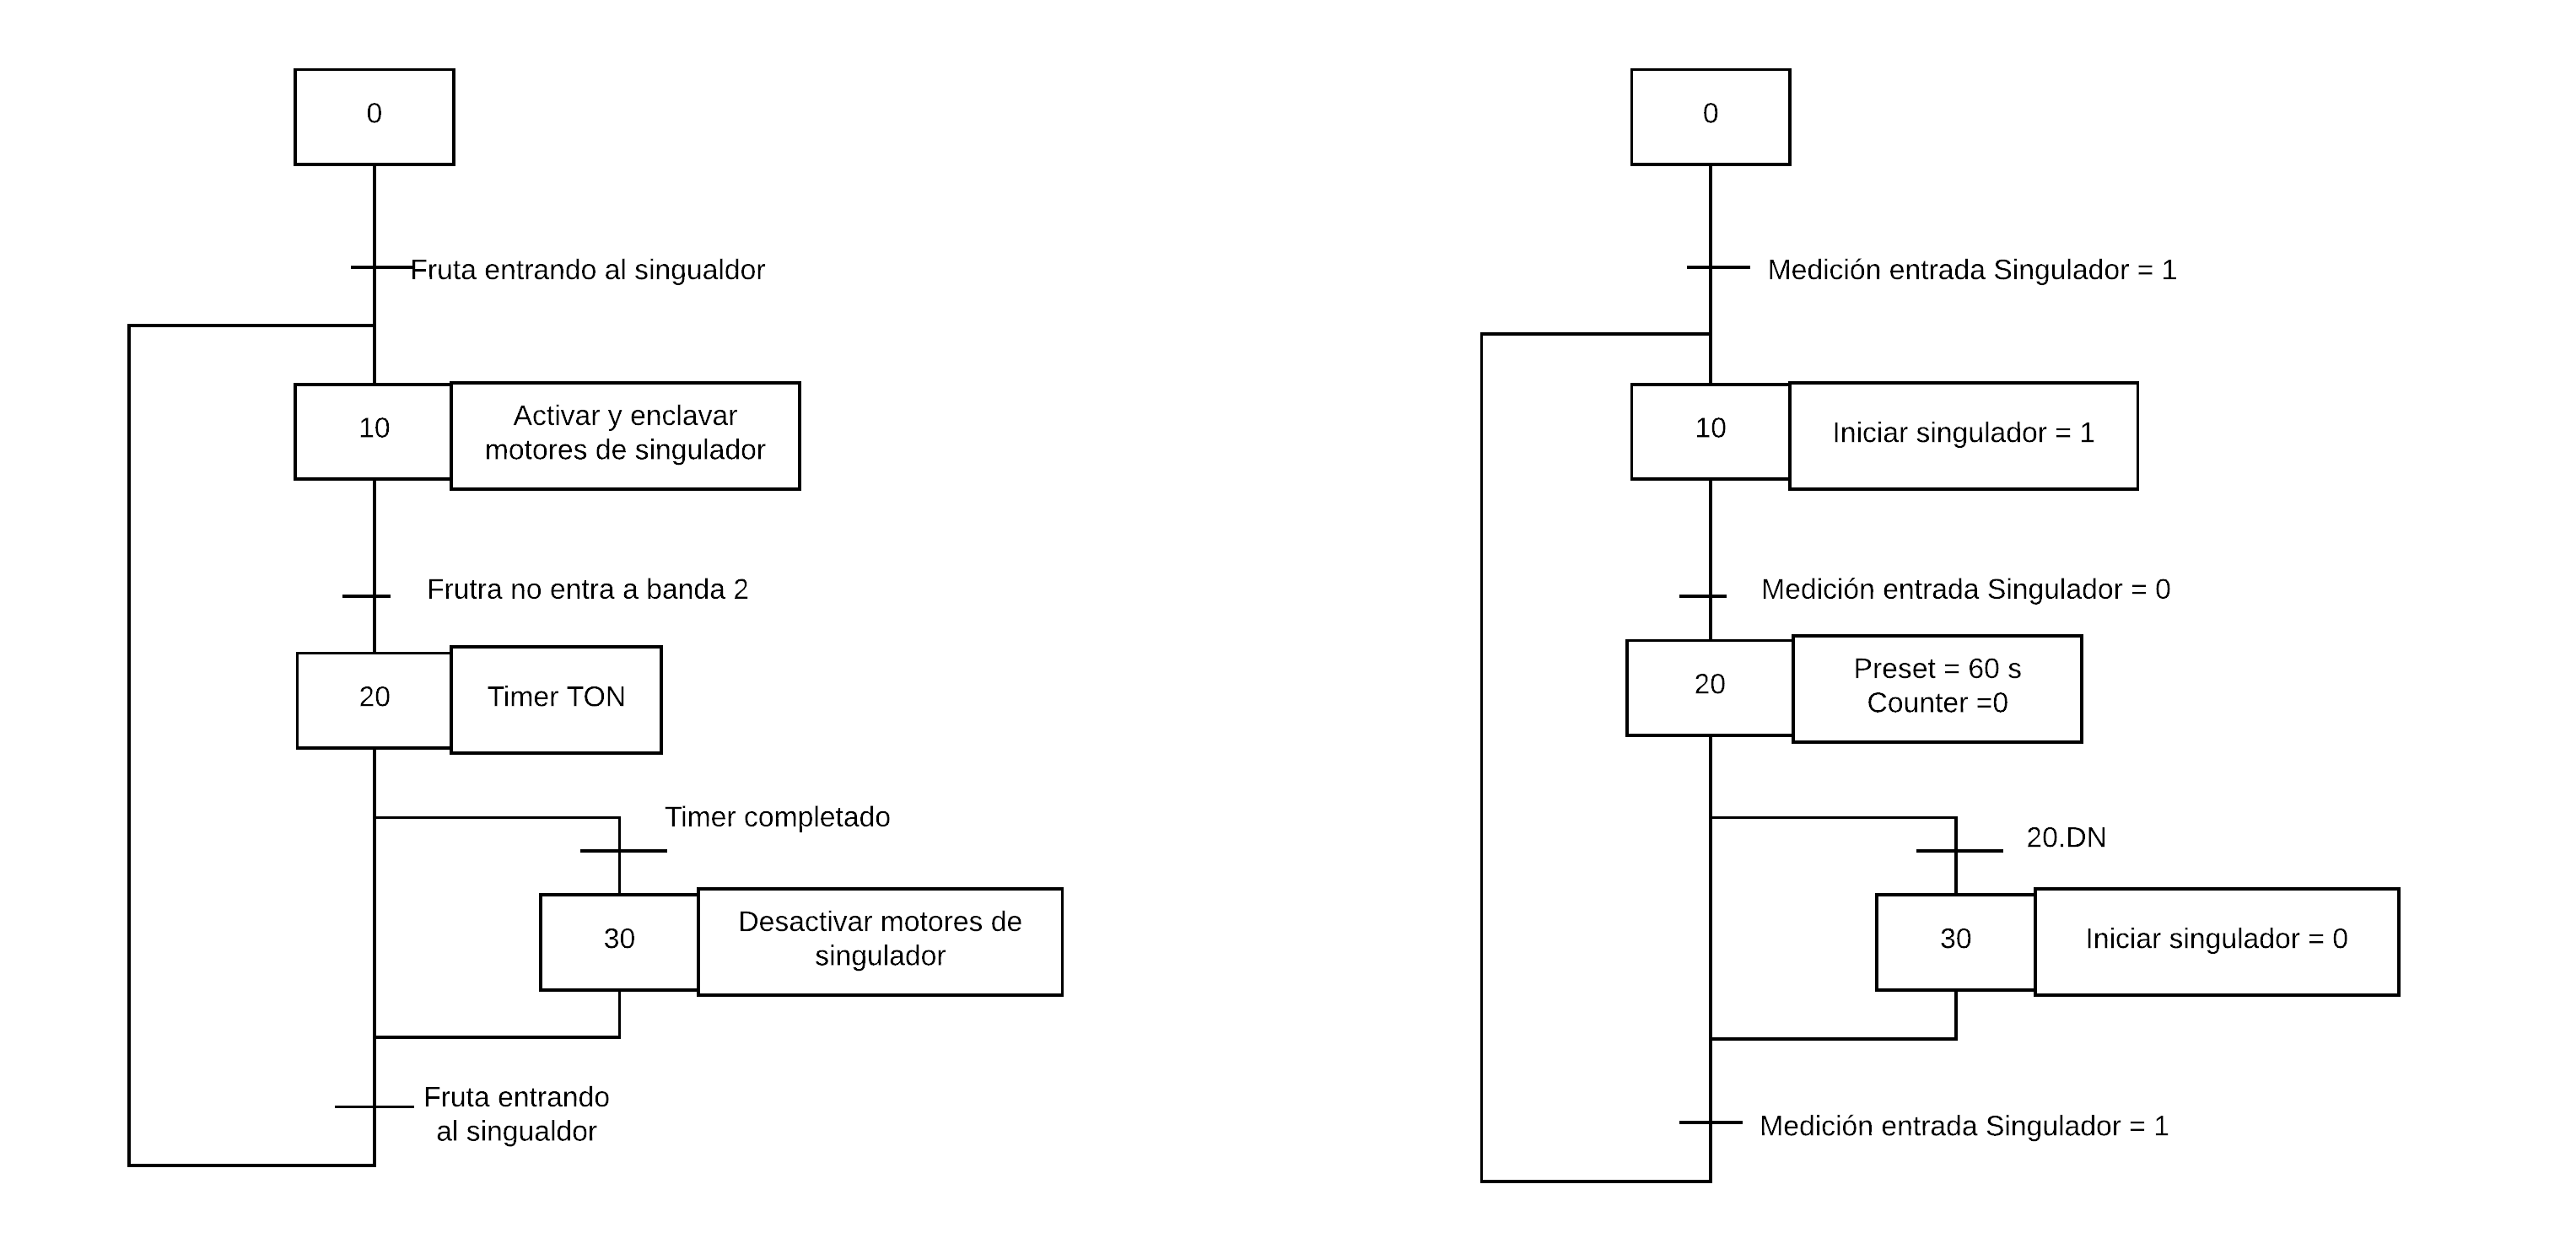 0
Fruta entrando al singualdor
10
Activar y enclavar
motores de singulador
Frutra no entra a banda 2
20
Timer TON
Timer completado
30
Desactivar motores de
singulador
Fruta entrando
al singualdor
0
Medición entrada Singulador = 1
10
Iniciar singulador = 1
Medición entrada Singulador = 0
20
Preset = 60 s
Counter =0
20.DN
30
Iniciar singulador = 0
Medición entrada Singulador = 1